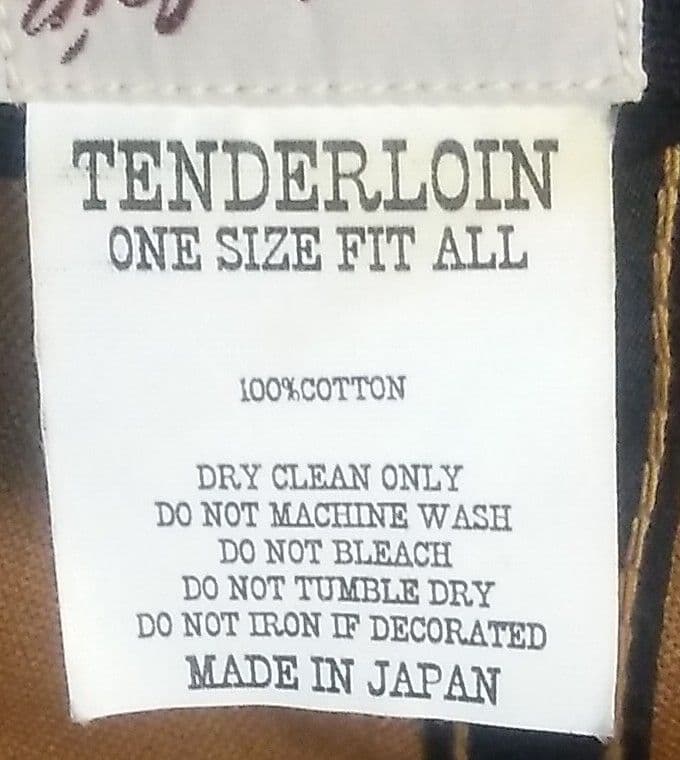 TENDERLOIN
ONE SIZE FIT ALL
100%COTTON
DRY CLEAN ONLY
DO NOT MACHINE WASH
DO NOT BLEACH
DO NOT TUMBLE DRY
DO NOT IRON IF DECORATED
MADE IN JAPAN